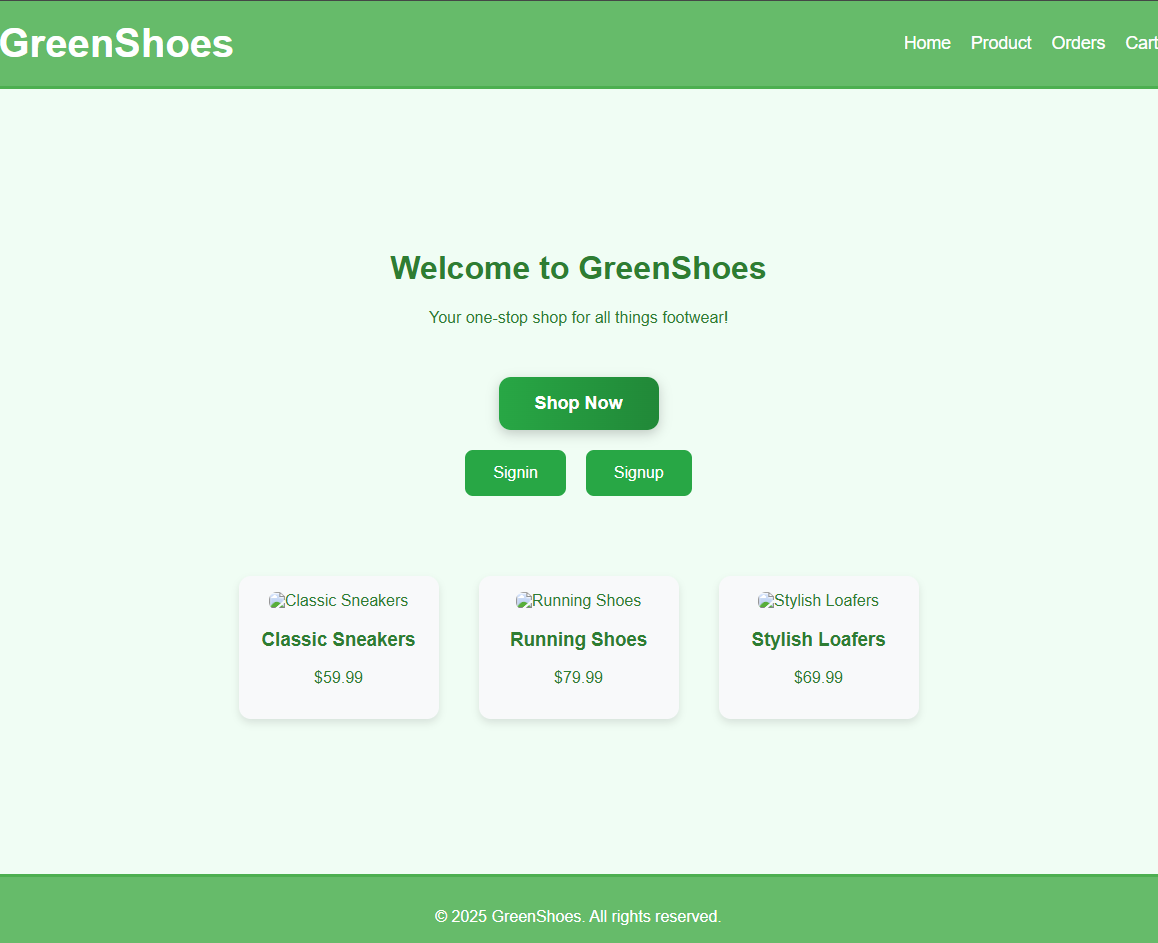 GreenShoes
Home Product Orders Cart
Welcome to GreenShoes
Your one-stop shop for all things footwear!
Shop Now
Signin Signup
Classic Sneakers Running Shoes Stylish Loafers
Classic Sneakers Running Shoes Stylish Loafers
$59.99 $79.99 $69.99
© 2025 GreenShoes. All rights reserved.